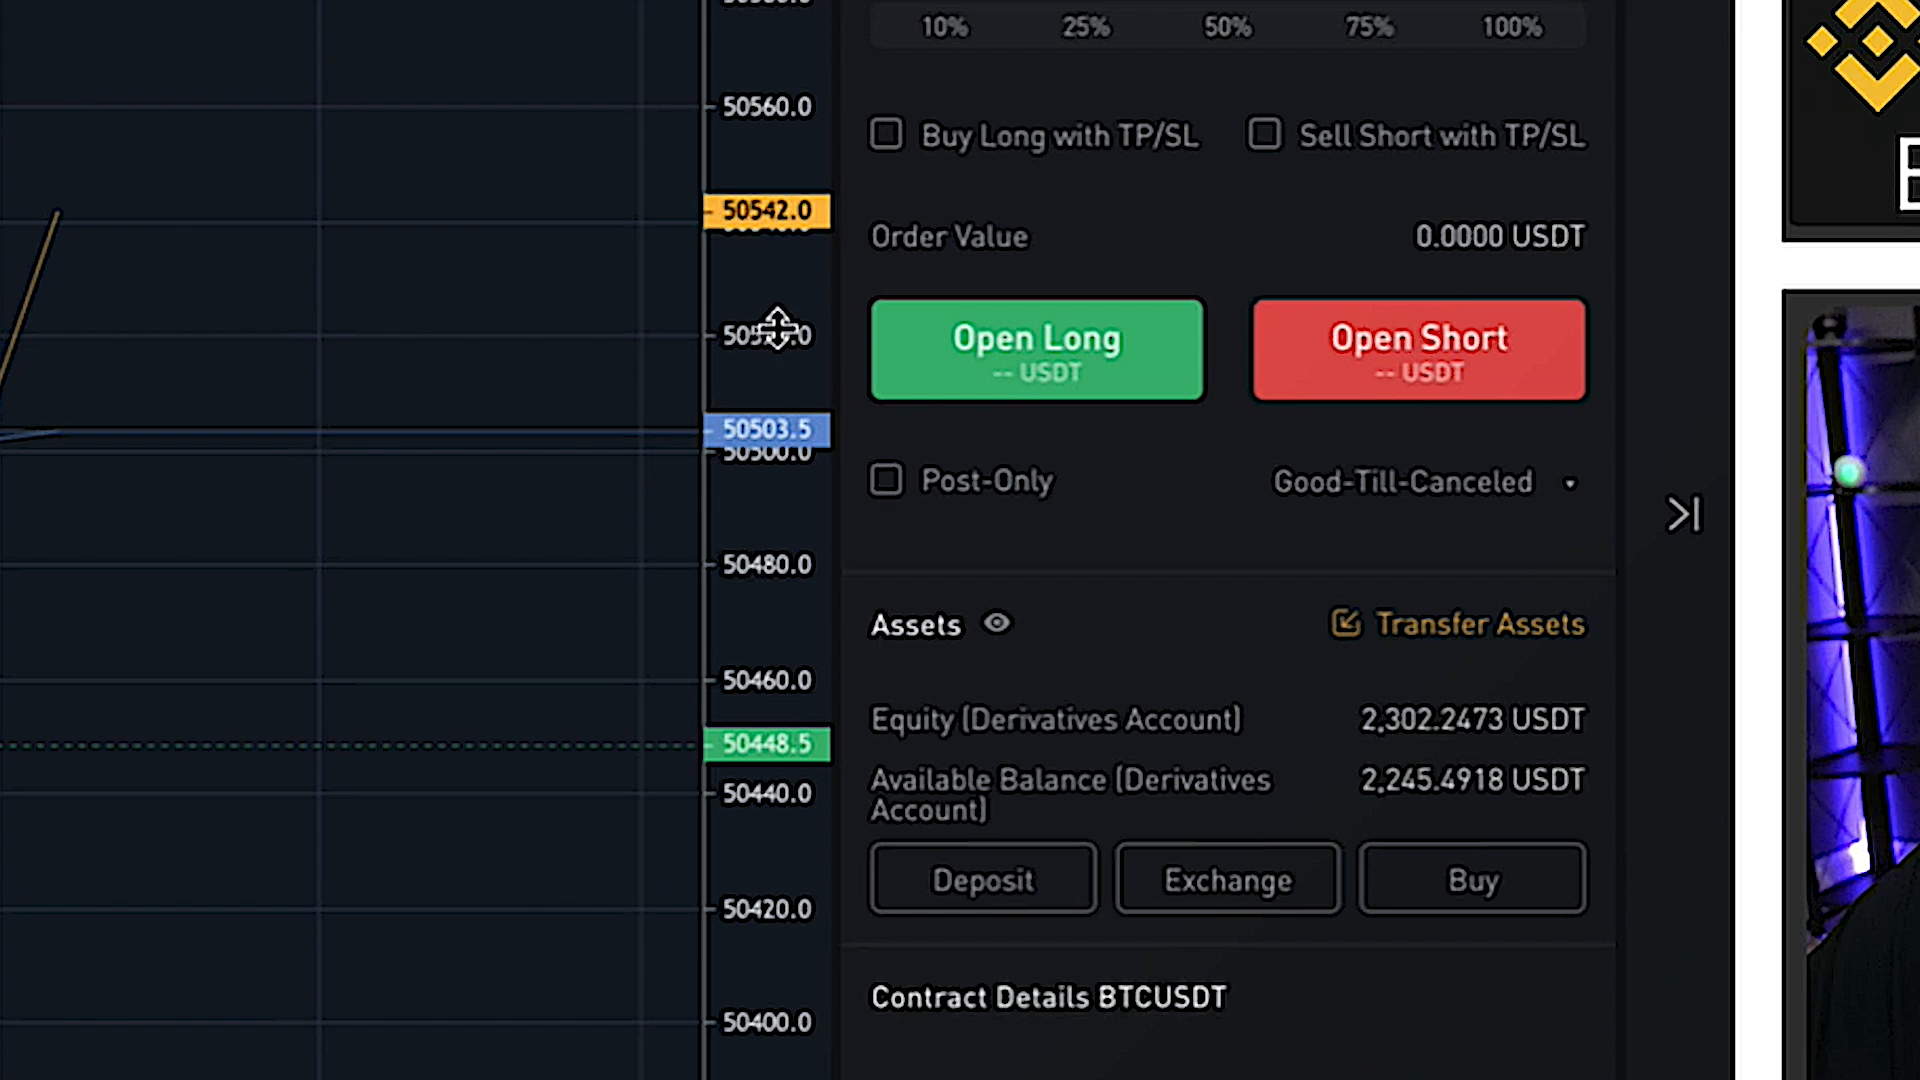 10% 25% 50% 75% 100%
50560.0
Buy Long with TP/SL Sell Short with TP/SL
50542.0
Order Value 0.0000 USDT
Open Long
-- USDT
Open Short
-- USDT
50503.5
50500.0
Post-Only Good-Till-Canceled
50480.0
Assets Transfer Assets
50460.0
Equity (Derivatives Account) 2,302.2473 USDT
50448.5
50440.0
Available Balance (Derivatives
Account)
2,245.4918 USDT
Deposit Exchange Buy
50420.0
Contract Details BTCUSDT
50400.0